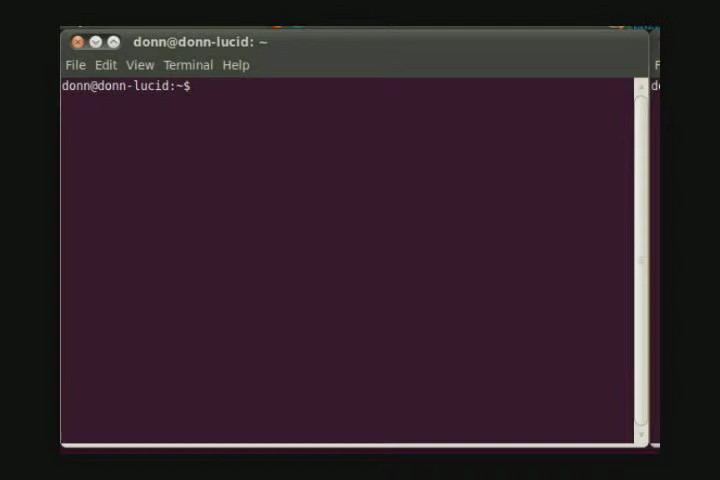 donn@donn-lucid: ~
File Edit View Terminal Help
donn@donn-lucid:~$